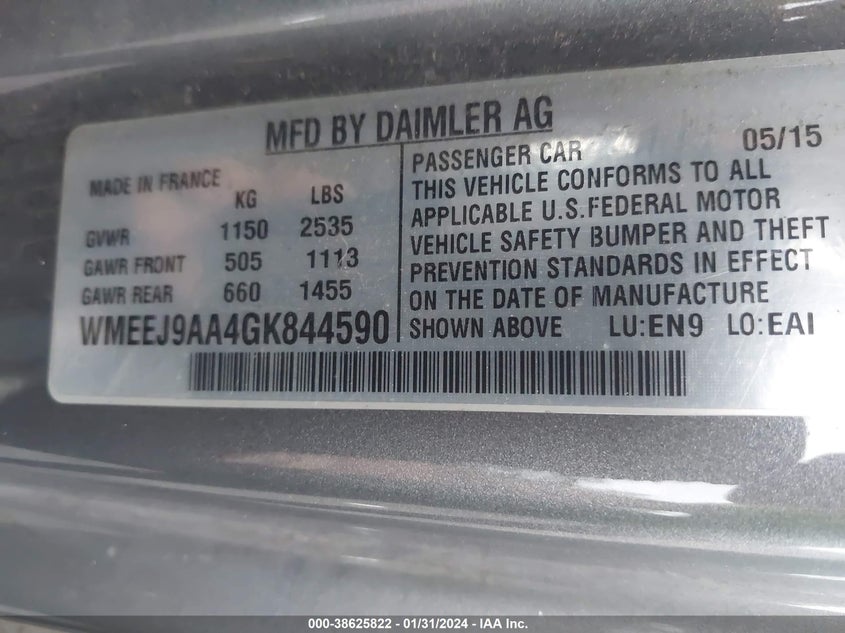 MFD BY DAIMLER AG
MADE IN FRANCE
KG LBS
GVWR 1150 2535
GAWR FRONT 505 1113
GAWR REAR 660 1455
WMEEJ9AA4GK844590
PASSENGER CAR 05/15
THIS VEHICLE CONFORMS TO ALL
APPLICABLE U.S.FEDERAL MOTOR
VEHICLE SAFETY BUMPER AND THEFT
PREVENTION STANDARDS IN EFFECT
ON THE DATE OF MANUFACTURE
SHOWN ABOVE LU:EN9 LO:EAI
000-38625822 - 01/31/2024 - IAA Inc.